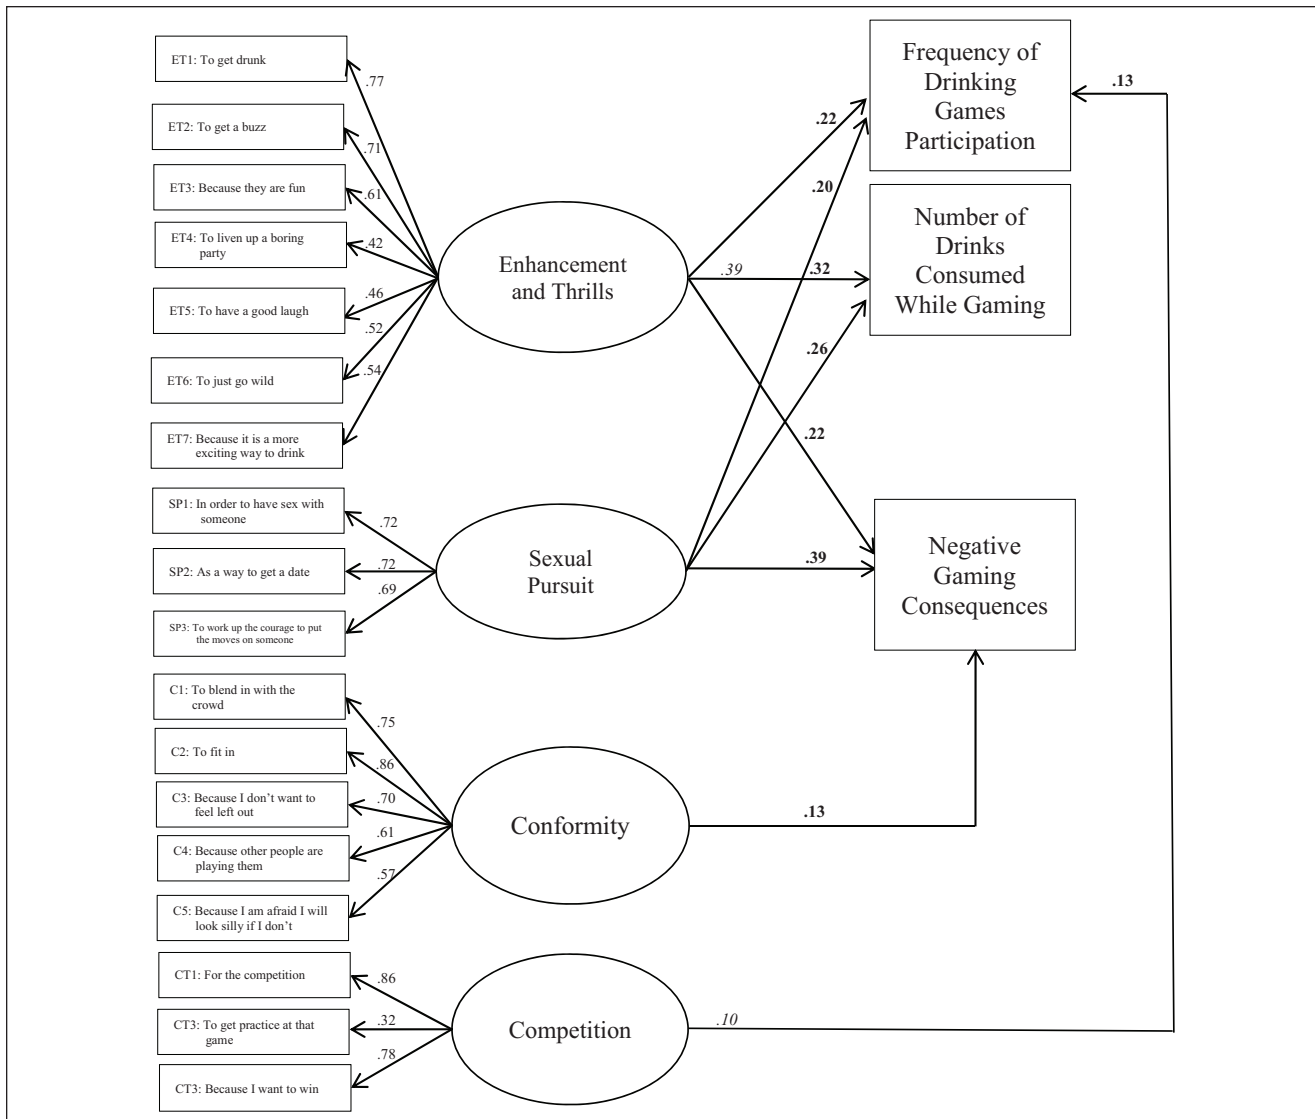 ET1: To get drunk
ET2: To get a buzz
ET3: Because they are fun
ET4: To liven up a boring
party
ET5: To have a good laugh
ET6: To just go wild
ET7: Because it is a more
exciting way to drink
.77
.71
.61
.42
.46
.52
.54
Enhancement
and Thrills
.22
.20
.39
.32
.26
.22
Frequency of
Drinking
Games
Participation
.13
Number of
Drinks
Consumed
While Gaming
SP1: In order to have sex with
someone
SP2: As a way to get a date
SP3: To work up the courage to put
the moves on someone
.72
.72
.69
Sexual
Pursuit
.39
Negative
Gaming
Consequences
C1: To blend in with the
crowd
C2: To fit in
C3: Because I don’t want to
feel left out
C4: Because other people are
playing them
C5: Because I am afraid I will
look silly if I don’t
.75
.86
.70
.61
.57
Conformity
.13
CT1: For the competition
CT3: To get practice at that
game
CT3: Because I want to win
.86
.32
.78
Competition
.10